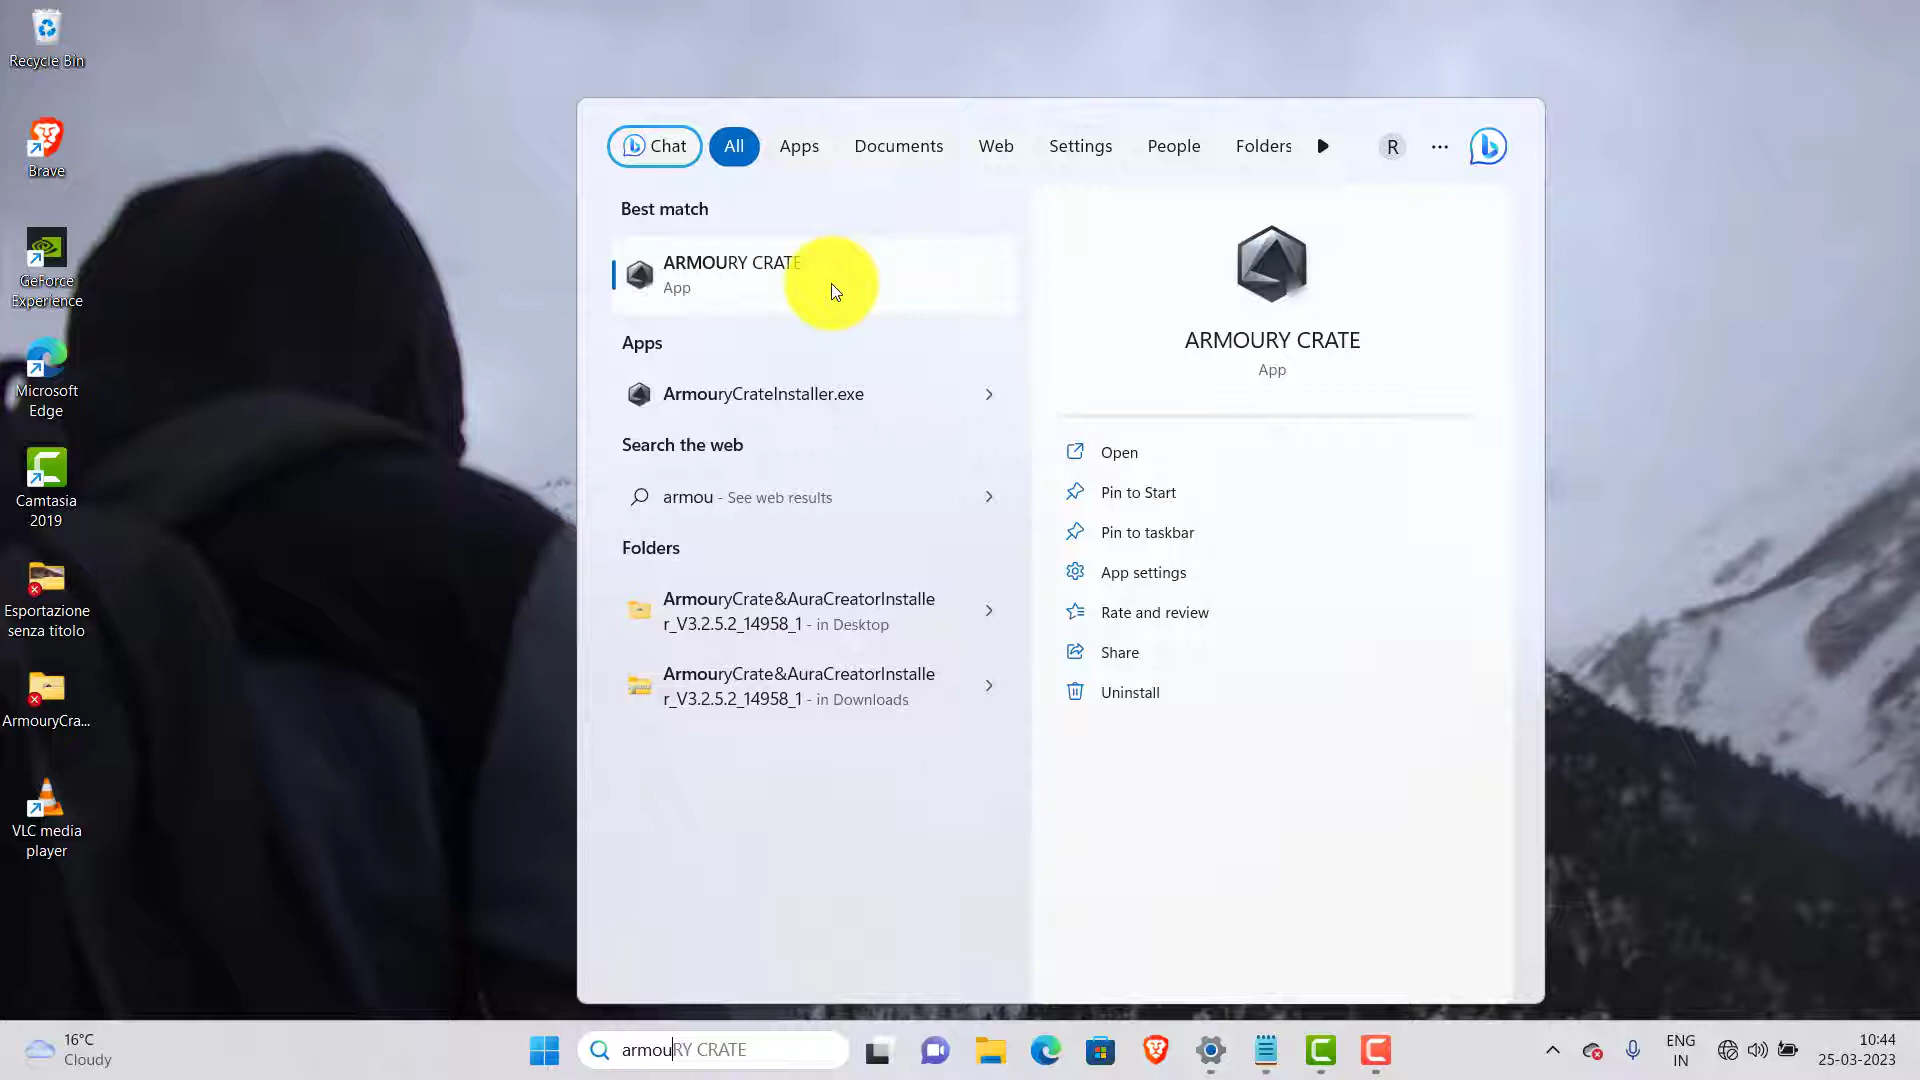 Recycle Bin
Brave
GeForce
Experience
Microsoft
Edge
Camtasia
2019
Esportazione
senza titolo
ArmouryCra...
VLC media
player
Chat
All
Apps
Documents
Web
Settings
People
Folders
R
Best match
ARMOURY CRATE
App
Apps
ArmouryCrateInstaller.exe
Search the web
armou - See web results
Folders
ArmouryCrate&AuraCreatorInstalle
r_V3.2.5.2_14958_1 - in Desktop
ArmouryCrate&AuraCreatorInstalle
r_V3.2.5.2_14958_1 - in Downloads
ARMOURY CRATE
App
Open
Pin to Start
Pin to taskbar
App settings
Rate and review
Share
Uninstall
16°C
Cloudy
armouRY CRATE
ENG
IN
10:44
25-03-2023